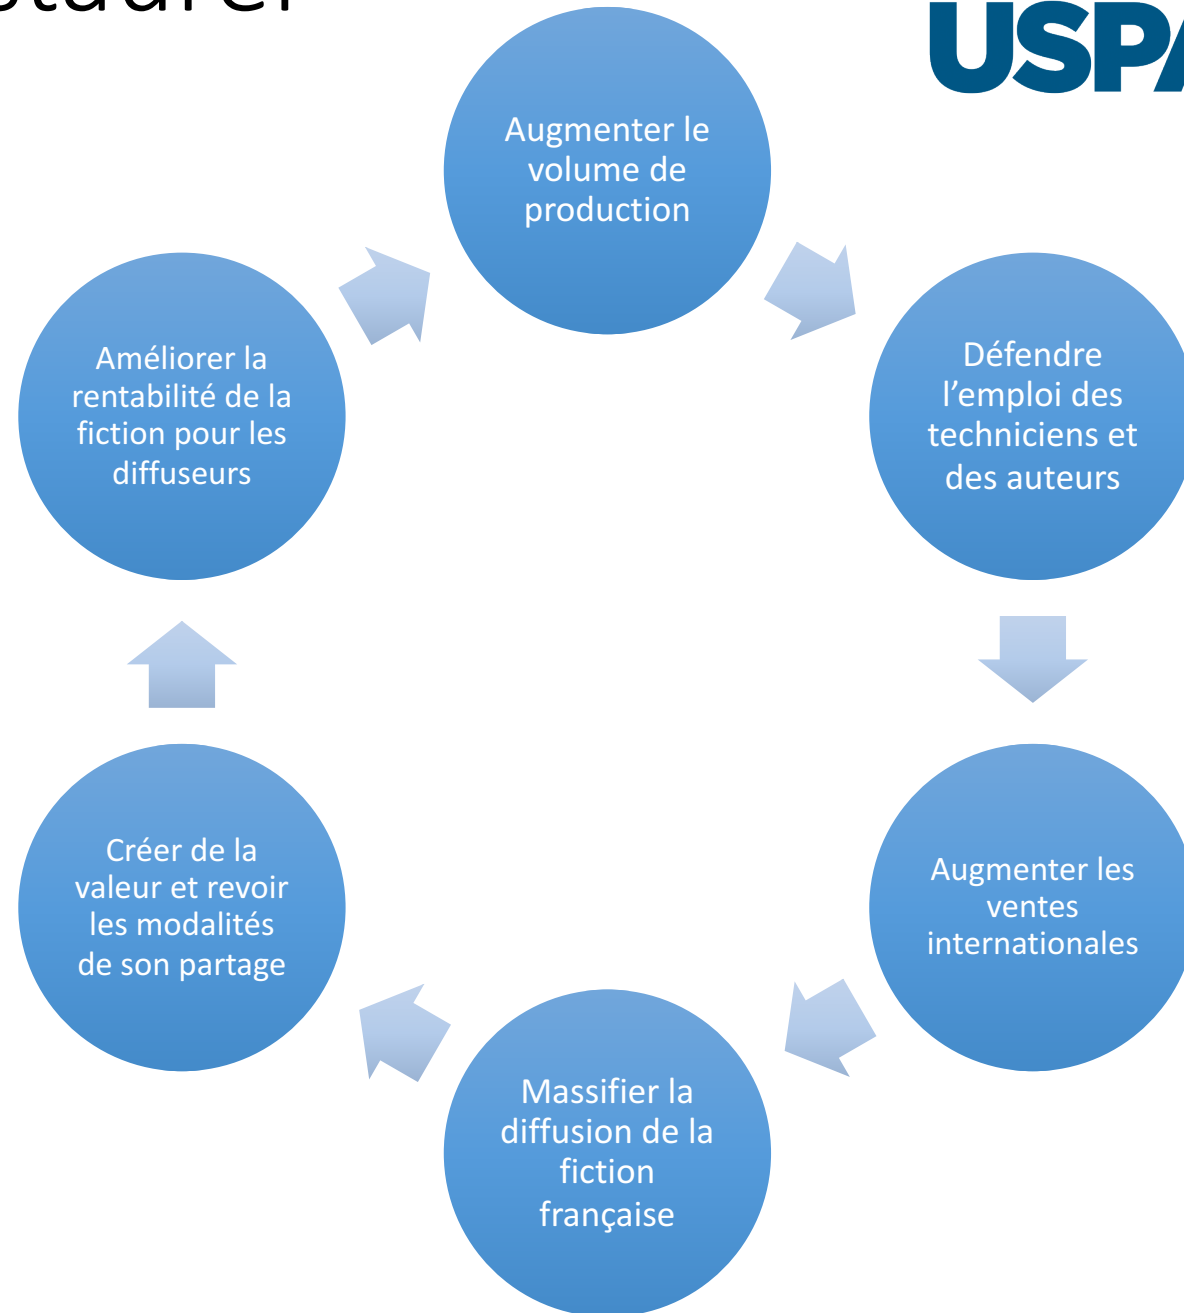 USPA
Augmenter le
volume de
production
Défendre
l’emploi des
techniciens et
des auteurs
Augmenter les
ventes
internationales
Massifier la
diffusion de la
fiction
française
Créer de la
valeur et revoir
les modalités
de son partage
Améliorer la
rentabilité de la
fiction pour les
diffuseurs